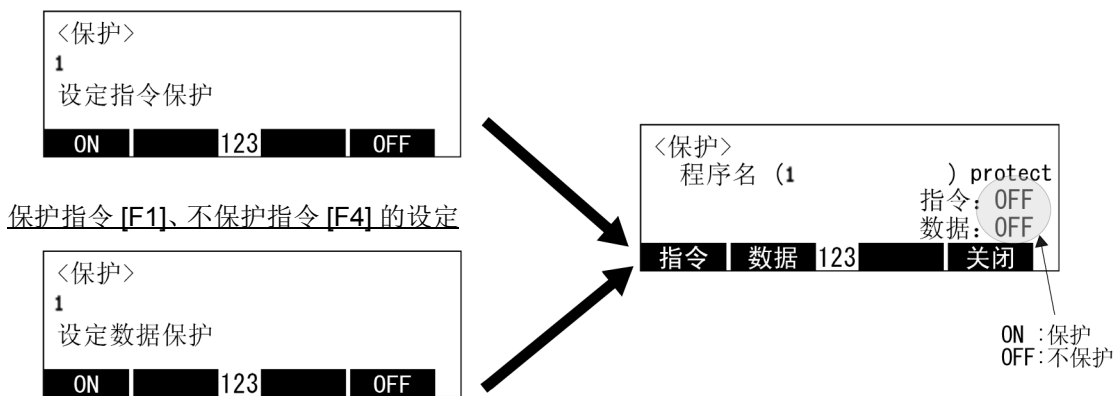 <保护>
1
设定指令保护
ON 123 OFF
保护指令 [F1]、不保护指令 [F4] 的设定
<保护>
1
设定数据保护
ON 123 OFF
<保护>
程序名 (1 ) protect
指令: OFF
数据: OFF
指令 数据 123 关闭
ON :保护
OFF:不保护